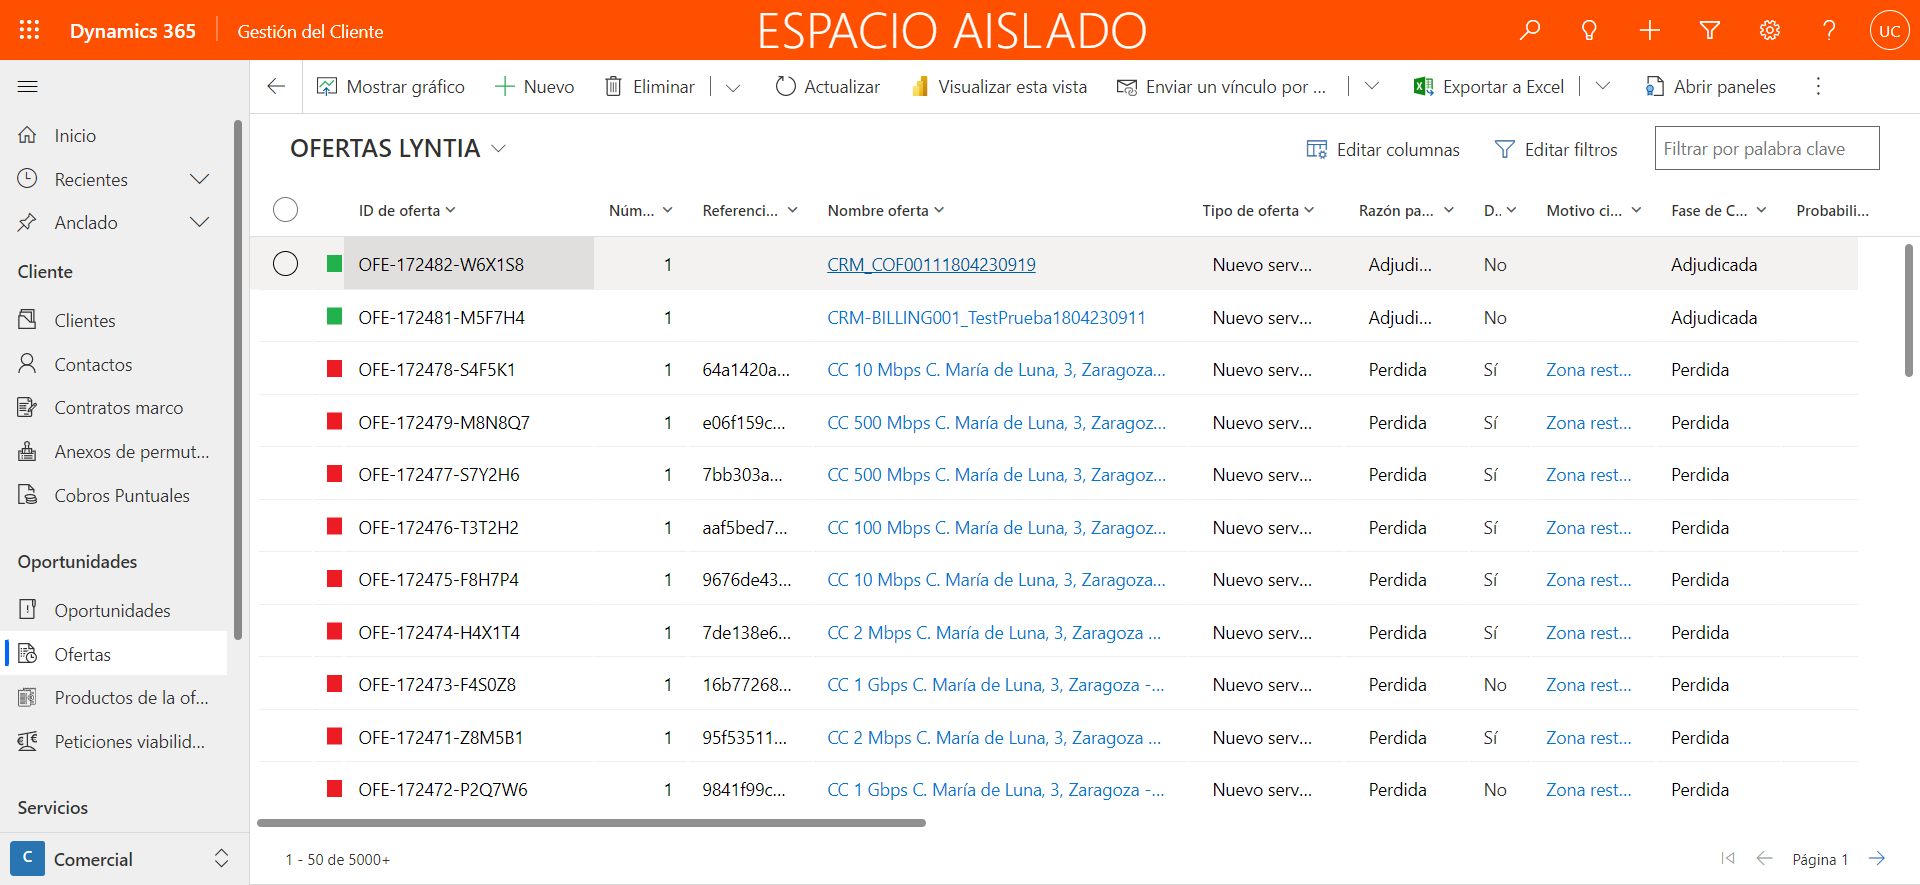 Dynamics 365 Gestión del Cliente ESPACIO AISLADO UC
Mostrar gráfico Nuevo Eliminar Actualizar Visualizar esta vista Enviar un vínculo por ... Exportar a Excel Abrir paneles
Inicio
Recientes
Anclado
Cliente
Clientes
Contactos
Contratos marco
Anexos de permut...
Cobros Puntuales
Oportunidades
Oportunidades
Ofertas
Productos de la of...
Peticiones viabilid...
Servicios
C Comercial
OFERTAS LYNTIA Editar columnas Editar filtros Filtrar por palabra clave
ID de oferta Núm... Referenci... Nombre oferta Tipo de oferta Razón pa... D.. Motivo ci... Fase de C... Probabili...
OFE-172482-W6X1S8 1 CRM_COF00111804230919 Nuevo serv... Adjudi... No Adjudicada
OFE-172481-M5F7H4 1 CRM-BILLING001_TestPrueba1804230911 Nuevo serv... Adjudi... No Adjudicada
OFE-172478-S4F5K1 1 64a1420a... CC 10 Mbps C. María de Luna, 3, Zaragoza... Nuevo serv... Perdida Sí Zona rest... Perdida
OFE-172479-M8N8Q7 1 e06f159c... CC 500 Mbps C. María de Luna, 3, Zaragoz... Nuevo serv... Perdida Sí Zona rest... Perdida
OFE-172477-S7Y2H6 1 7bb303a... CC 500 Mbps C. María de Luna, 3, Zaragoz... Nuevo serv... Perdida Sí Zona rest... Perdida
OFE-172476-T3T2H2 1 aaf5bed7... CC 100 Mbps C. María de Luna, 3, Zaragoz... Nuevo serv... Perdida Sí Zona rest... Perdida
OFE-172475-F8H7P4 1 9676de43... CC 10 Mbps C. María de Luna, 3, Zaragoza... Nuevo serv... Perdida Sí Zona rest... Perdida
OFE-172474-H4X1T4 1 7de138e6... CC 2 Mbps C. María de Luna, 3, Zaragoza ... Nuevo serv... Perdida Sí Zona rest... Perdida
OFE-172473-F4S0Z8 1 16b77268... CC 1 Gbps C. María de Luna, 3, Zaragoza -... Nuevo serv... Perdida No Zona rest... Perdida
OFE-172471-Z8M5B1 1 95f53511... CC 2 Mbps C. María de Luna, 3, Zaragoza ... Nuevo serv... Perdida Sí Zona rest... Perdida
OFE-172472-P2Q7W6 1 9841f99c... CC 1 Gbps C. María de Luna, 3, Zaragoza -... Nuevo serv... Perdida No Zona rest... Perdida
1 - 50 de 5000+ Página 1